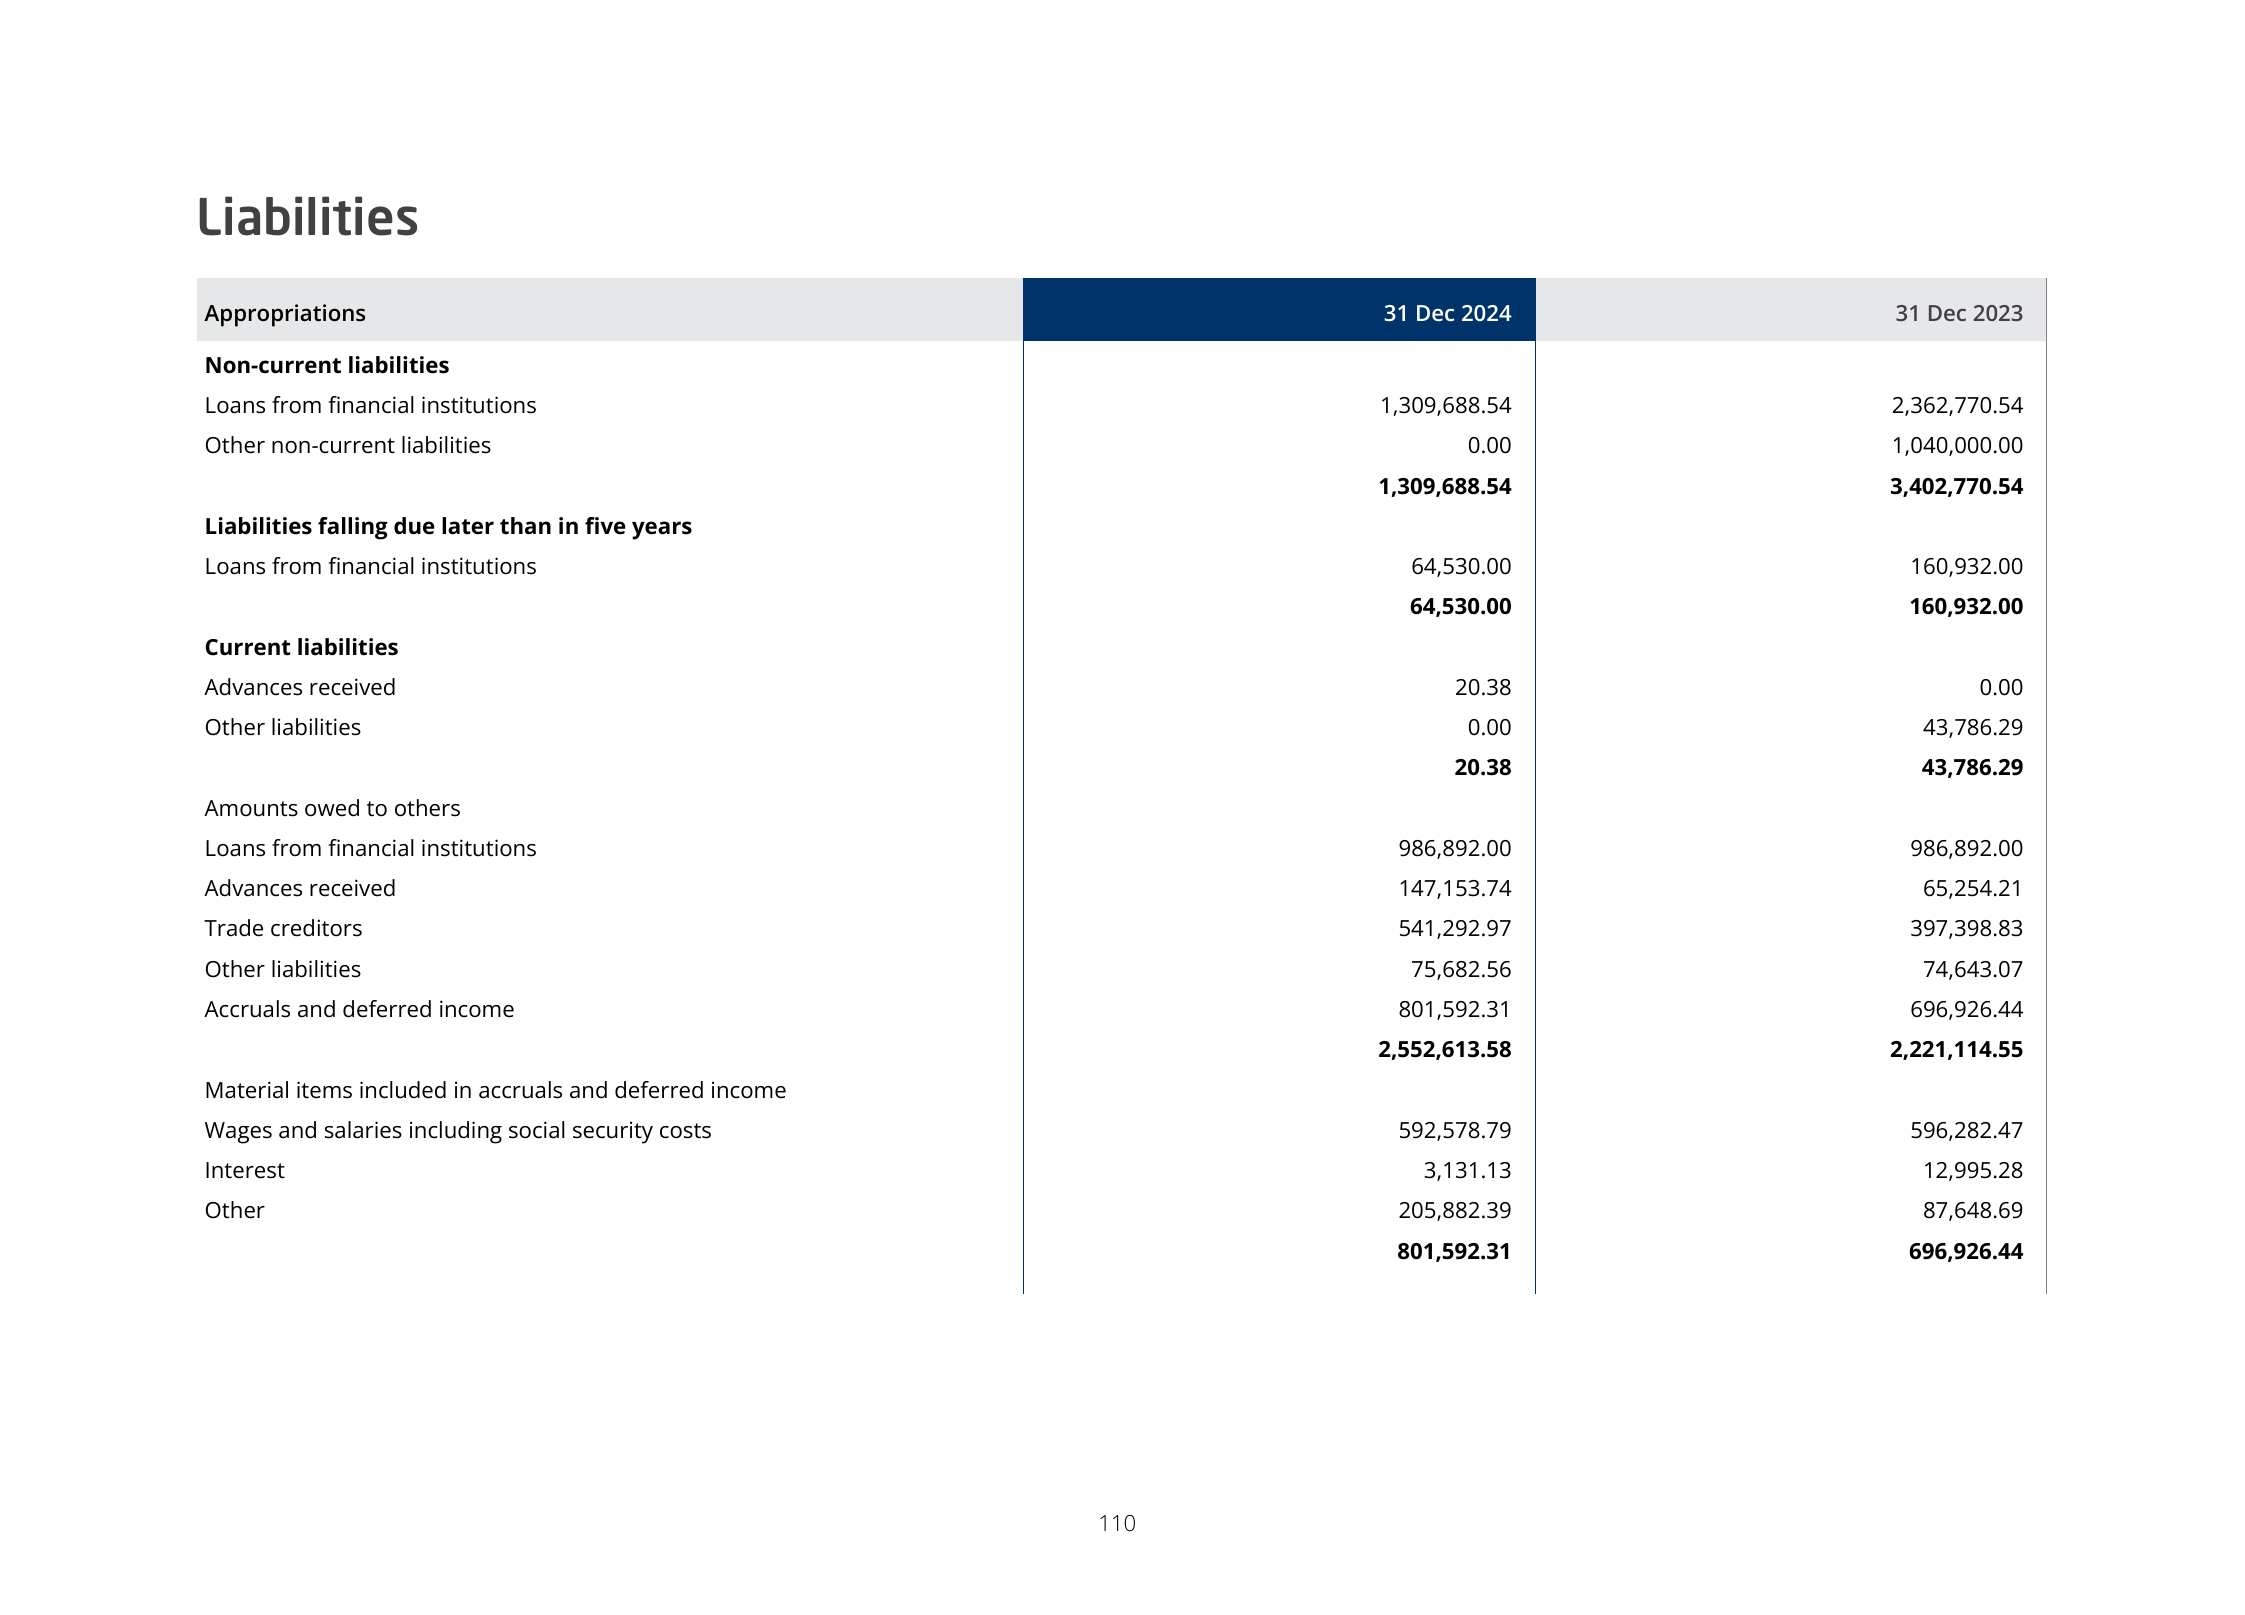 Liabilities
Appropriations 31 Dec 2024 31 Dec 2023
Non-current liabilities
Loans from financial institutions 1,309,688.54 2,362,770.54
Other non-current liabilities 0.00 1,040,000.00
1,309,688.54 3,402,770.54
Liabilities falling due later than in five years
Loans from financial institutions 64,530.00 160,932.00
64,530.00 160,932.00
Current liabilities
Advances received 20.38 0.00
Other liabilities 0.00 43,786.29
20.38 43,786.29
Amounts owed to others
Loans from financial institutions 986,892.00 986,892.00
Advances received 147,153.74 65,254.21
Trade creditors 541,292.97 397,398.83
Other liabilities 75,682.56 74,643.07
Accruals and deferred income 801,592.31 696,926.44
2,552,613.58 2,221,114.55
Material items included in accruals and deferred income
Wages and salaries including social security costs 592,578.79 596,282.47
Interest 3,131.13 12,995.28
Other 205,882.39 87,648.69
801,592.31 696,926.44
110